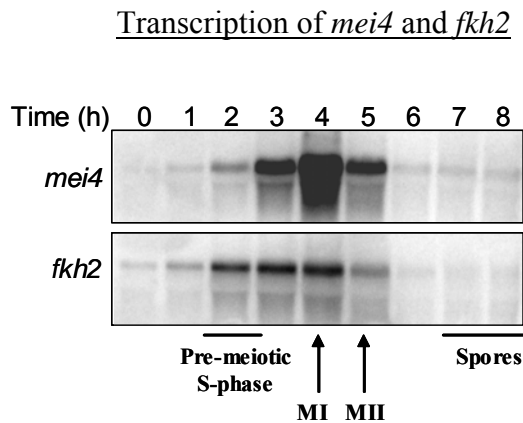 Transcription of mei4 and fkh2
Time (h) 0 1 2 3 4 5 6 7 8
mei4
fkh2
Pre-meiotic
S-phase
MI
MII
Spores